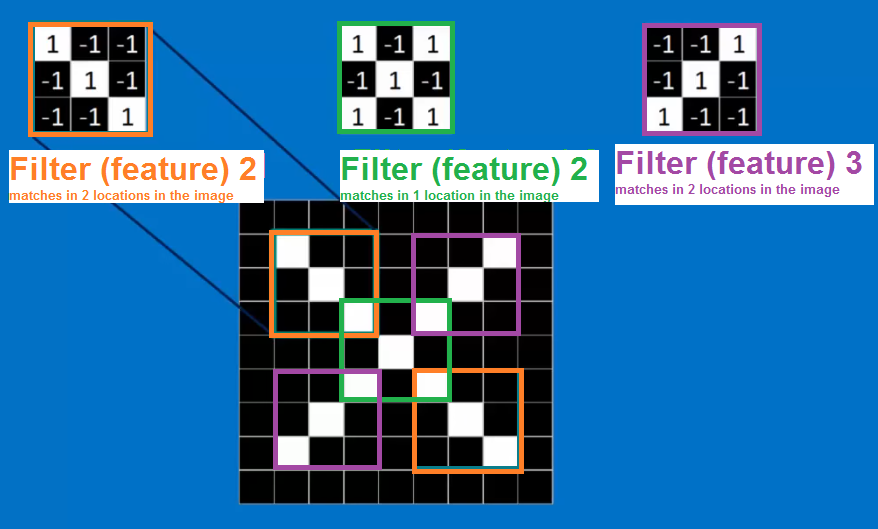 1 -1 -1
-1 1 -1
-1 -1 1
Filter (feature) 2
matches in 2 locations in the image
1 -1 1
-1 1 -1
1 -1 1
Filter (feature) 2
matches in 1 location in the image
-1 -1 1
-1 1 -1
1 -1 -1
Filter (feature) 3
matches in 2 locations in the image